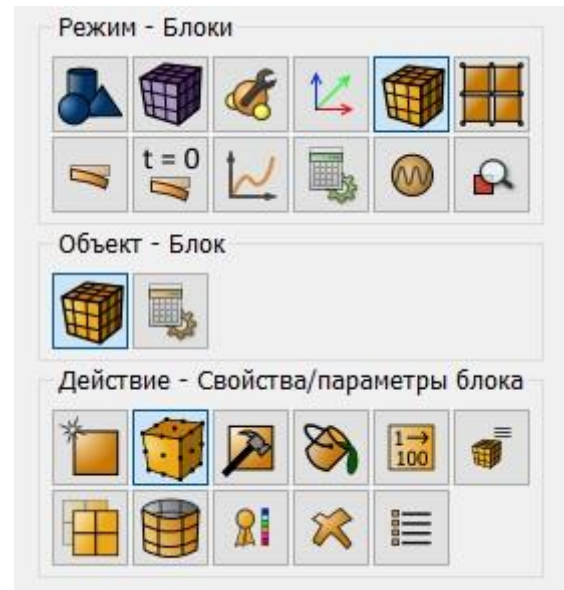 Режим - Блоки
t = 0
Объект - Блок
Действие - Свойства/параметры блока
1→
100